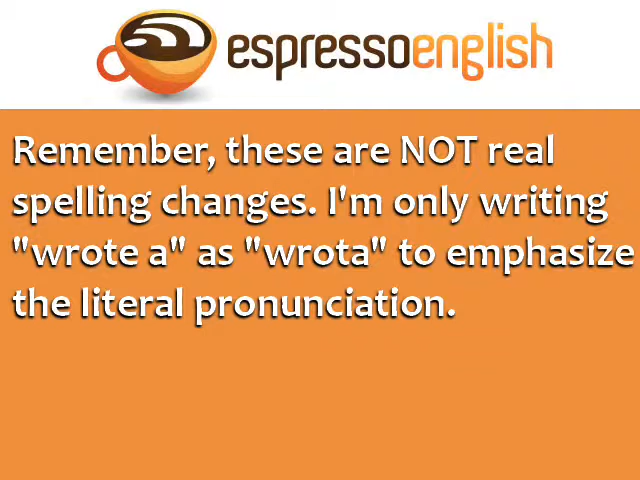 espressoenglish
Remember, these are NOT real
spelling changes. I'm only writing
"wrote a" as "wrota" to emphasize
the literal pronunciation.